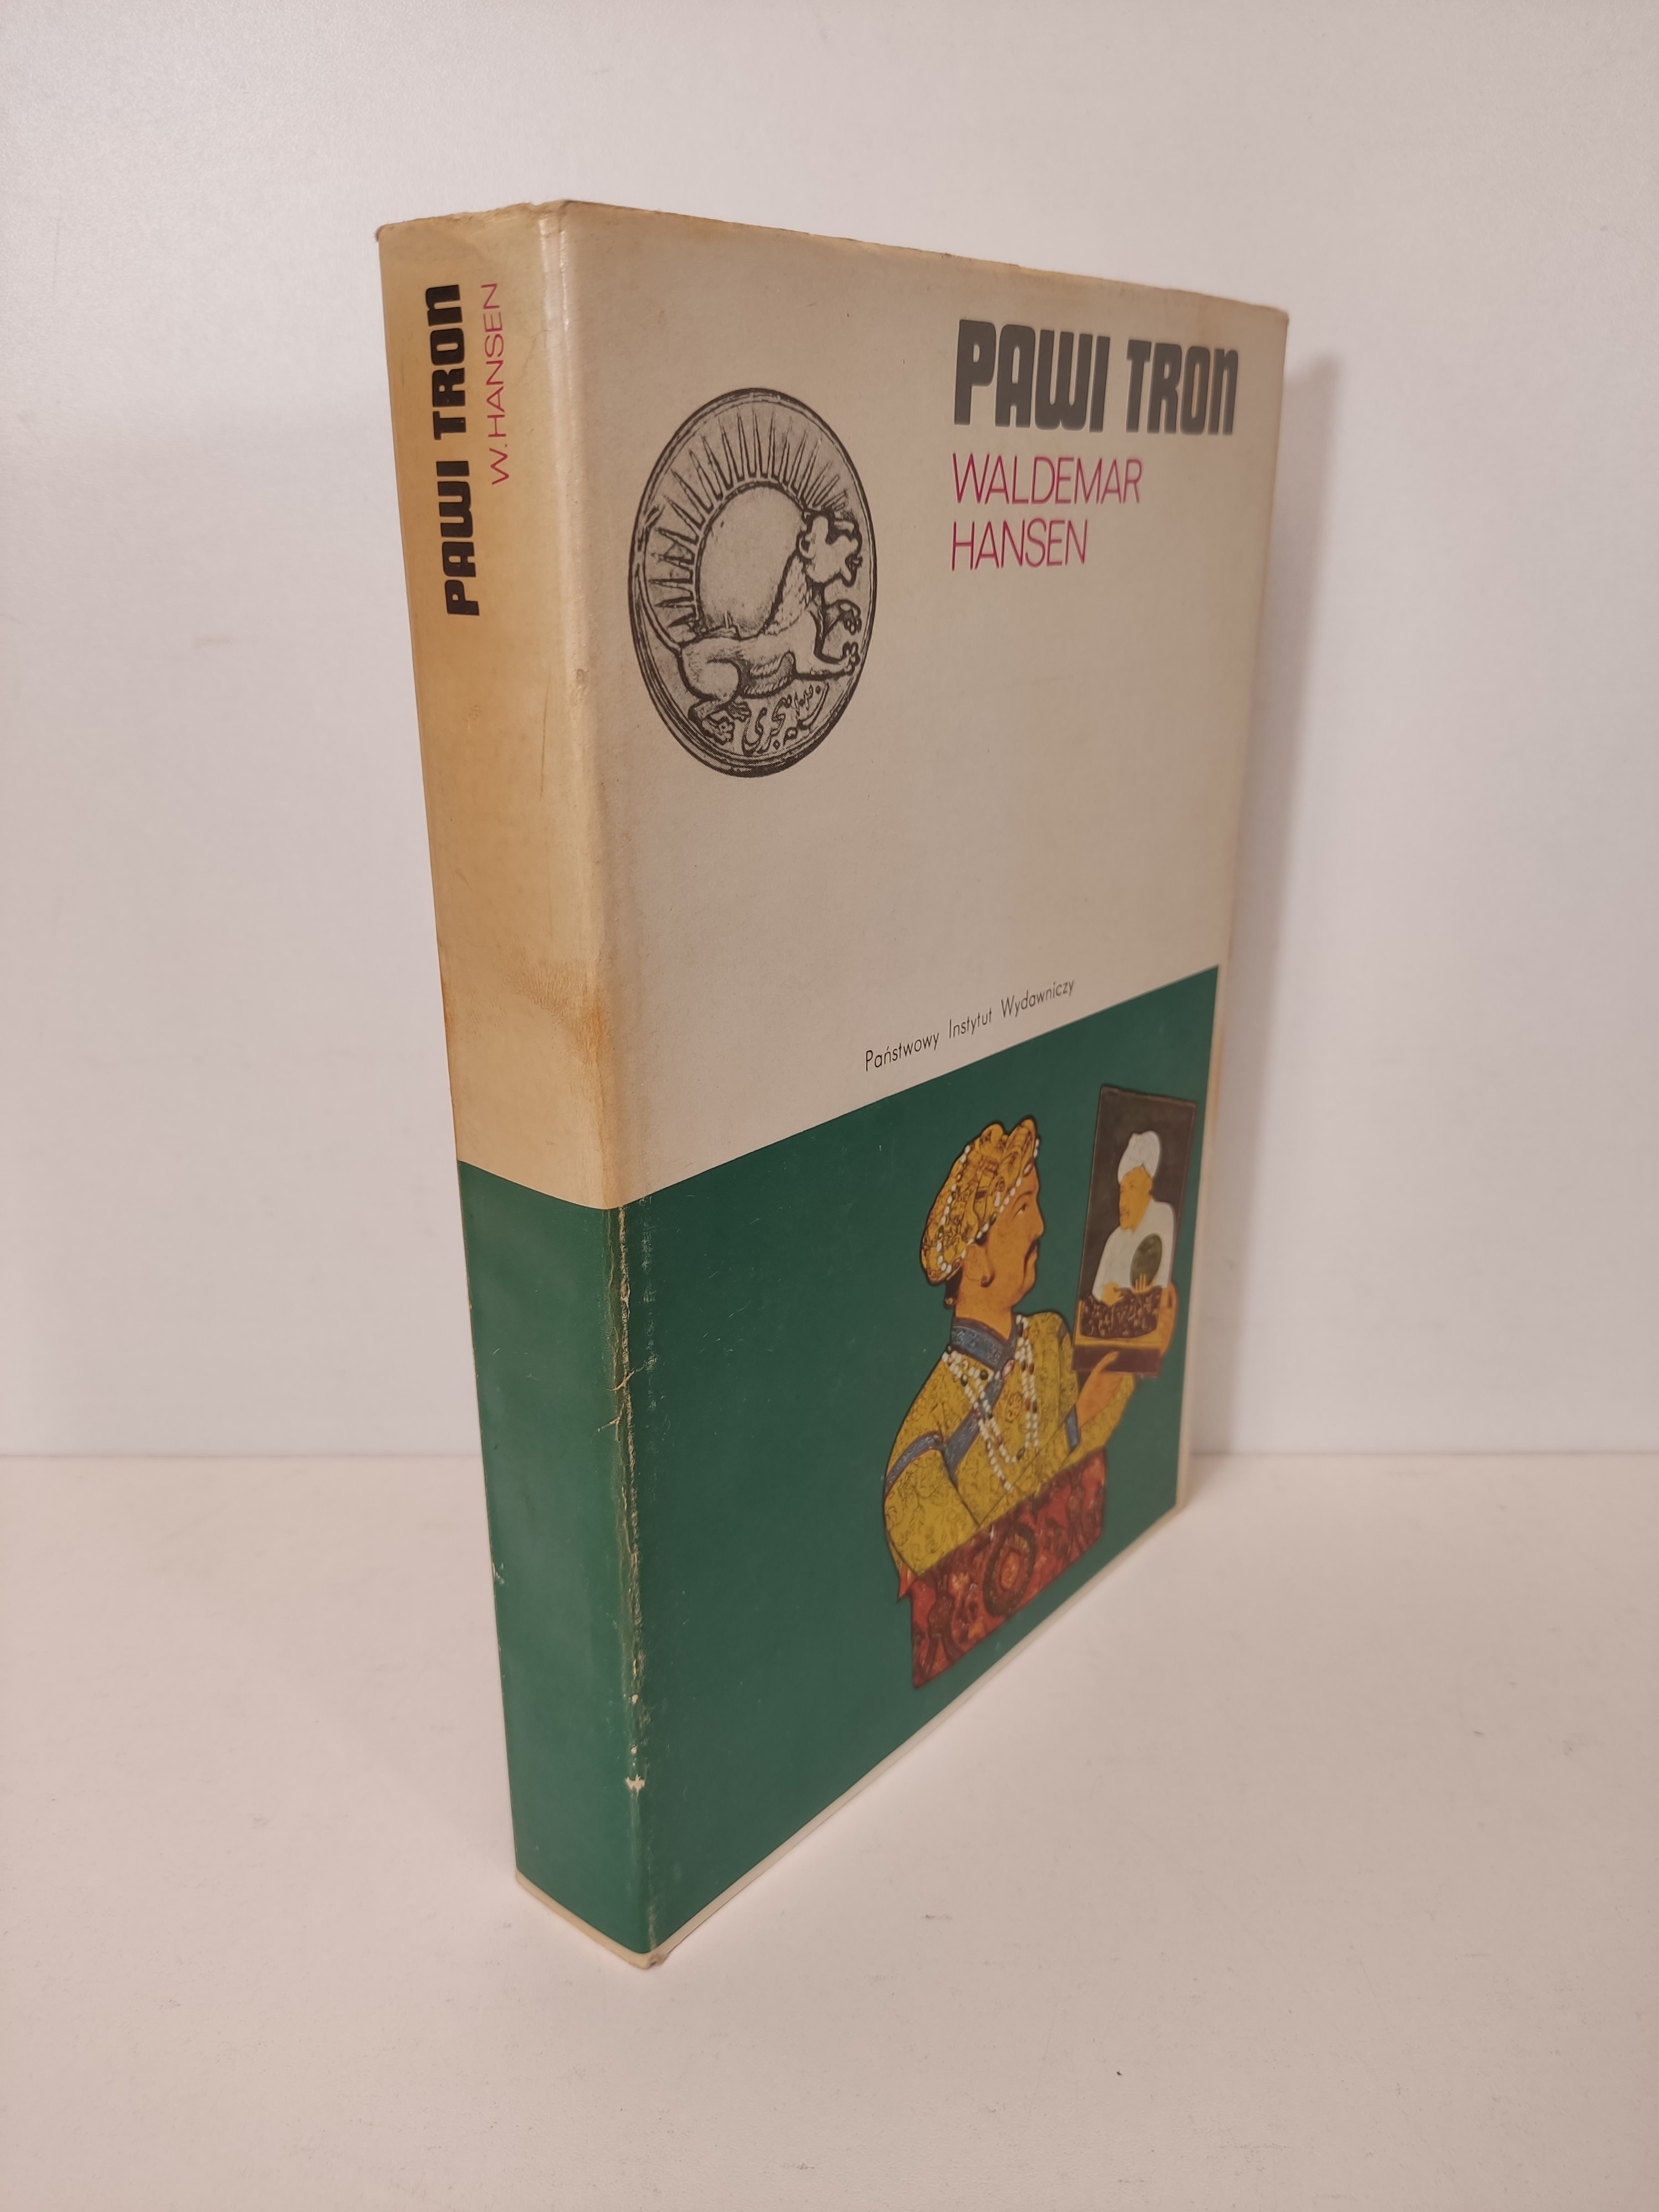 PAWI TRON
W. HANSEN
PAWI TRON
WALDEMAR
HANSEN
Państwowy Instytut Wydawniczy